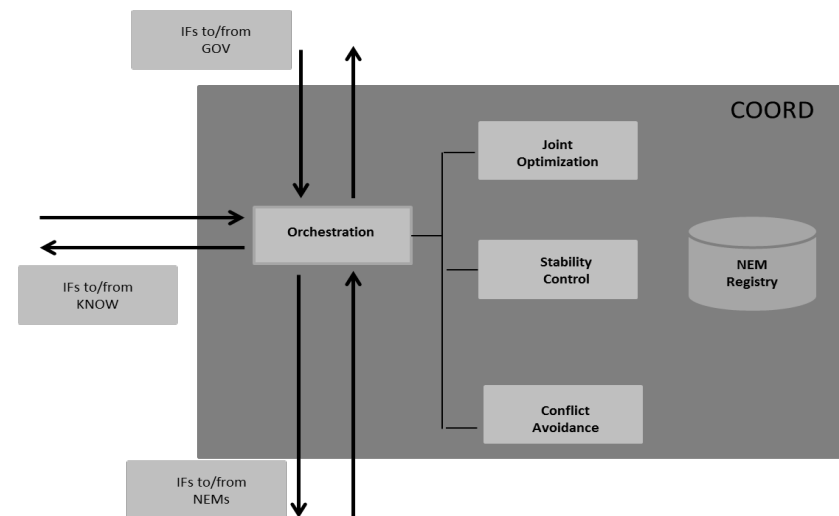 IFs to/from
GOV
COORD
Joint
Optimization
Orchestration
Stability
Control
NEM
Registry
IFs to/from
KNOW
Conflict
Avoidance
IFs to/from
NEMs